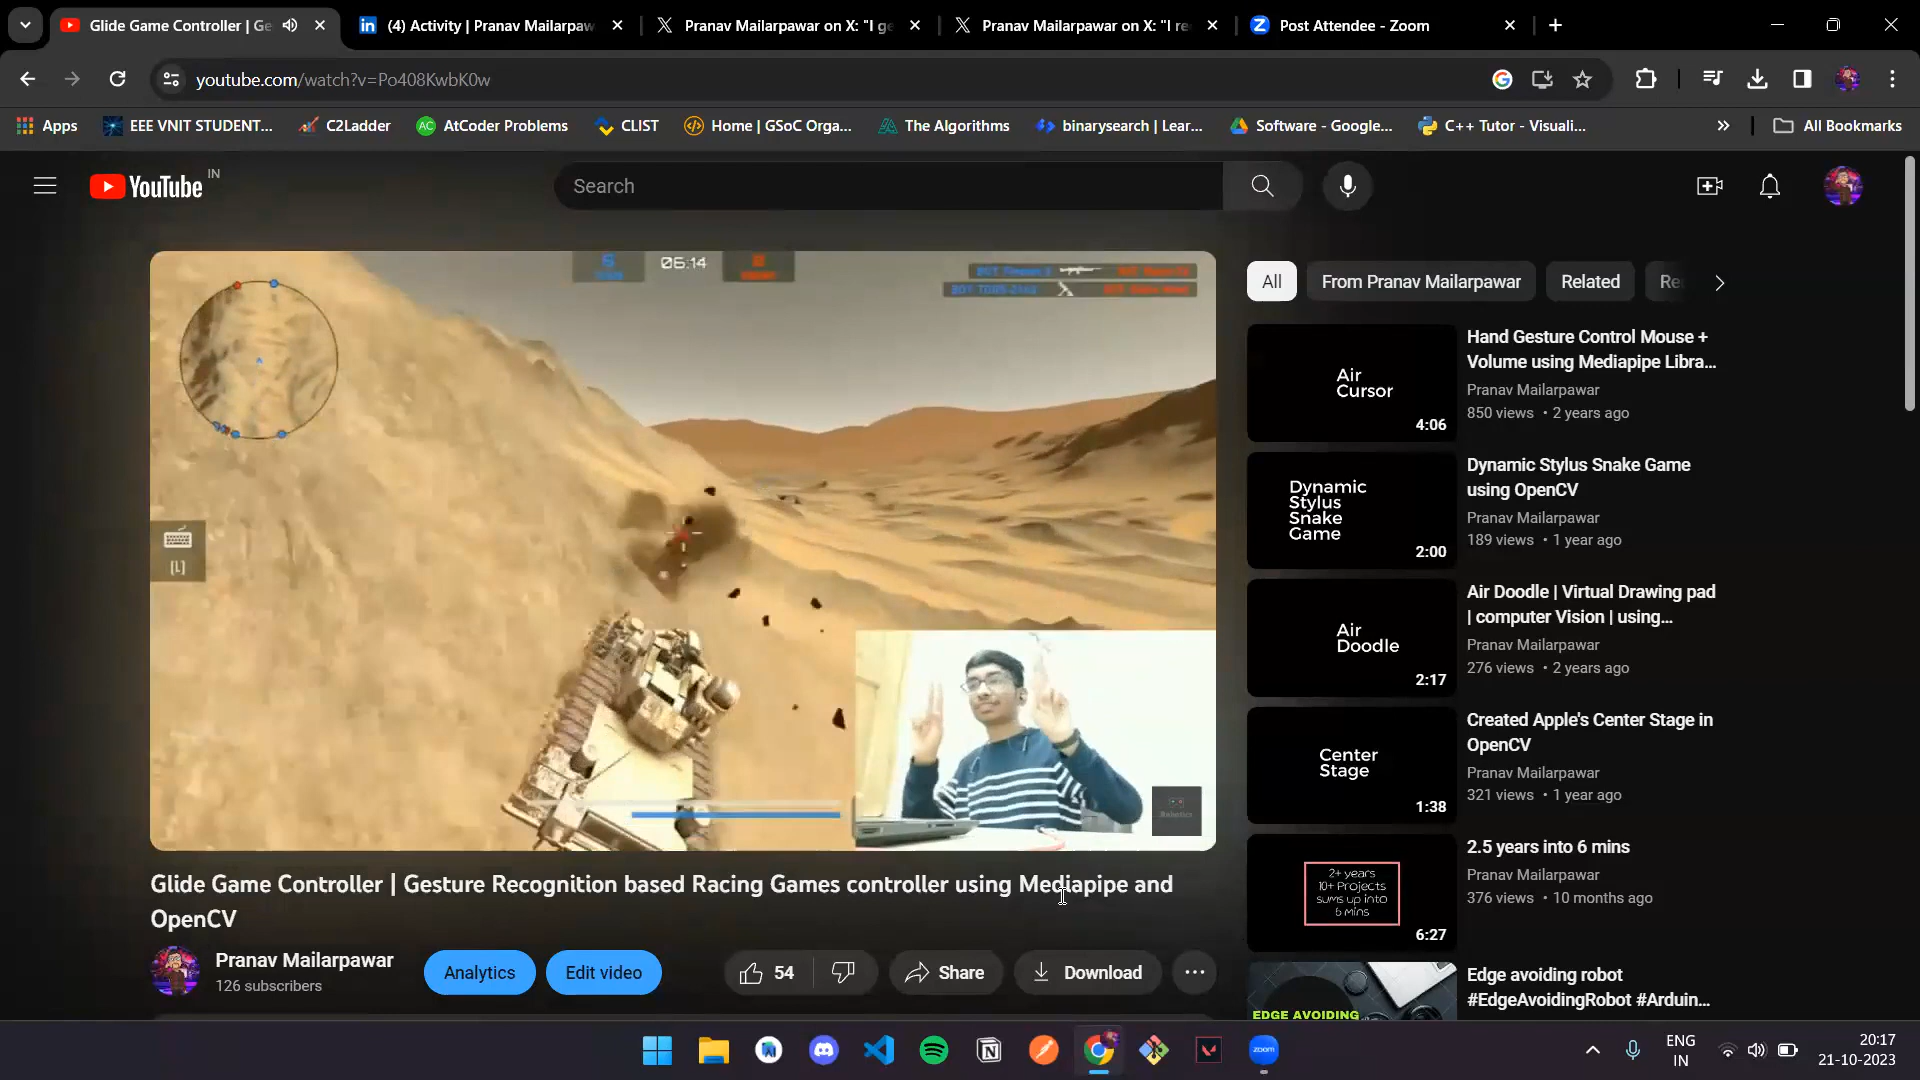 Glide Game Controller | Ge
(4) Activity | Pranav Mailarpaw
Pranav Mailarpawar on X: "I ge
Pranav Mailarpawar on X: "I re
Post Attendee - Zoom
youtube.com/watch?v=Po408KwbK0w
Apps
EEE VNIT STUDENT...
C2Ladder
AC AtCoder Problems
CLIST
Home | GSoC Orga...
The Algorithms
binarysearch | Lear...
Software - Google...
C++ Tutor - Visuali...
All Bookmarks
YouTube IN
Search
06:14
[L]
All
From Pranav Mailarpawar
Related
Re
Air
Cursor
4:06
Hand Gesture Control Mouse +
Volume using Mediapipe Libra...
Pranav Mailarpawar
850 views • 2 years ago
Dynamic
Stylus
Snake
Game
2:00
Dynamic Stylus Snake Game
using OpenCV
Pranav Mailarpawar
189 views • 1 year ago
Air
Doodle
2:17
Air Doodle | Virtual Drawing pad
| computer Vision | using...
Pranav Mailarpawar
276 views • 2 years ago
Center
Stage
1:38
Created Apple's Center Stage in
OpenCV
Pranav Mailarpawar
321 views • 1 year ago
2+ years
10+ Projects
sums up into
6 mins
6:27
2.5 years into 6 mins
Pranav Mailarpawar
376 views • 10 months ago
EDGE AVOIDING
Edge avoiding robot
#EdgeAvoidingRobot #Arduin...
Glide Game Controller | Gesture Recognition based Racing Games controller using Mediapipe and
OpenCV
Pranav Mailarpawar
126 subscribers
Analytics
Edit video
54
Share
Download
zoom
ENG
IN
20:17
21-10-2023